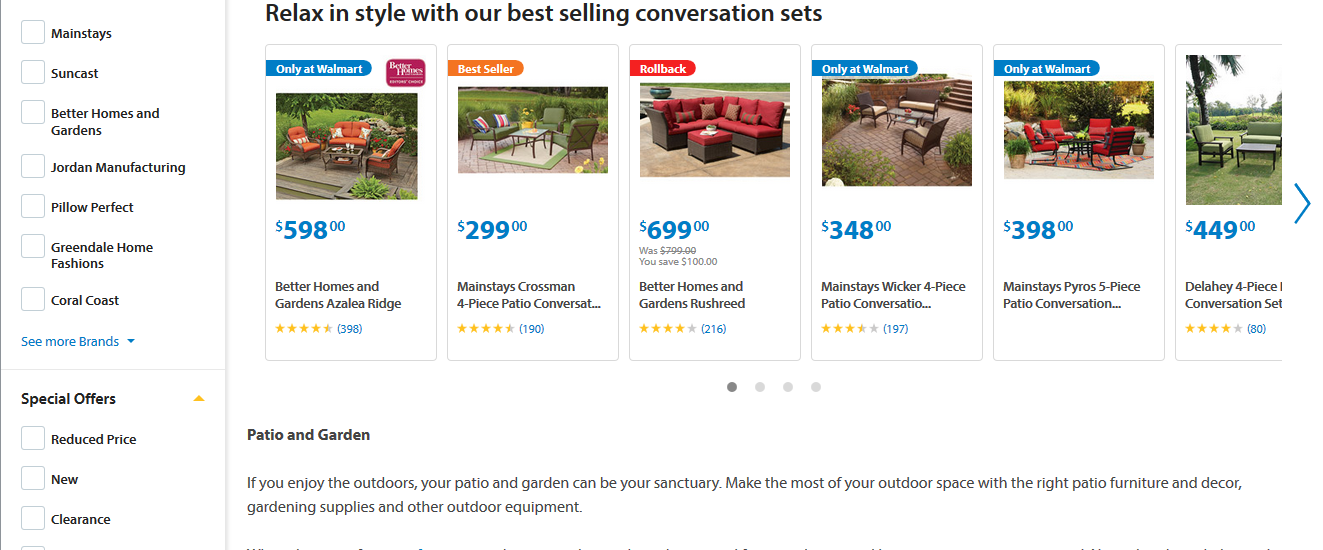 Mainstays
Suncast
Better Homes and
Gardens
Jordan Manufacturing
Pillow Perfect
Greendale Home
Fashions
Coral Coast
See more Brands
Special Offers
Reduced Price
New
Clearance
Relax in style with our best selling conversation sets
Only at Walmart
Better Homes
EDITORS' CHOICE
$598 00
Better Homes and
Gardens Azalea Ridge
(398)
Best Seller
$299 00
Mainstays Crossman
4-Piece Patio Conversat...
(190)
Rollback
$699 00
Was $799.00
You save $100.00
Better Homes and
Gardens Rushreed
(216)
Only at Walmart
$348 00
Mainstays Wicker 4-Piece
Patio Conversatio...
(197)
Only at Walmart
$398 00
Mainstays Pyros 5-Piece
Patio Conversation...
$449 00
Delahey 4-Piece
Conversation Set
(80)
Patio and Garden
If you enjoy the outdoors, your patio and garden can be your sanctuary. Make the most of your outdoor space with the right patio furniture and decor,
gardening supplies and other outdoor equipment.